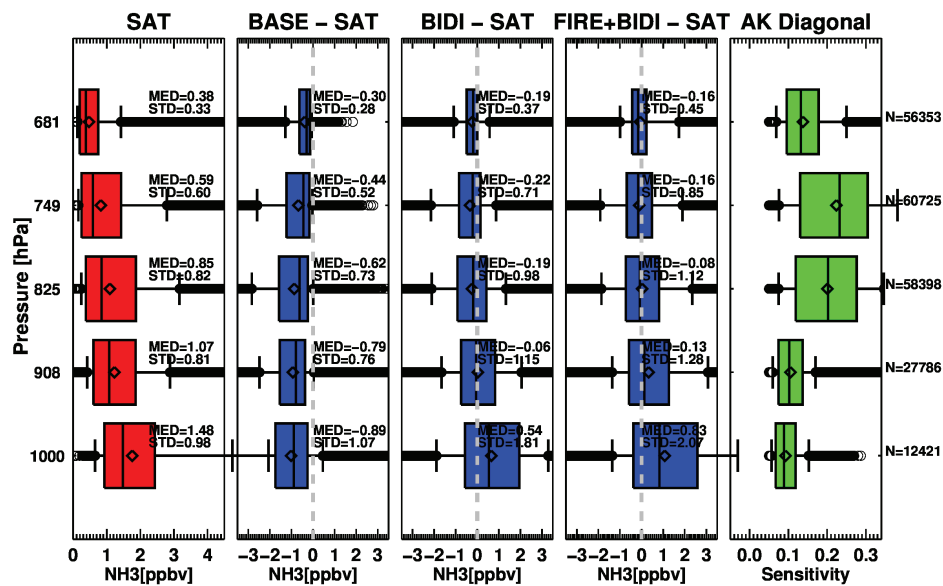 SAT BASE − SAT BIDI − SAT FIRE+BIDI − SAT AK Diagonal
Pressure [hPa]
681
MED=0.38
STD=0.33
MED=−0.30
STD=0.28
MED=−0.19
STD=0.37
MED=−0.16
STD=0.45
N=56353
749
MED=0.59
STD=0.60
MED=−0.44
STD=0.52
MED=−0.22
STD=0.71
MED=−0.16
STD=0.85
N=60725
825
MED=0.85
STD=0.82
MED=−0.62
STD=0.73
MED=−0.19
STD=0.98
MED=−0.08
STD=1.12
N=58398
908
MED=1.07
STD=0.81
MED=−0.79
STD=0.76
MED=−0.06
STD=1.15
MED=0.13
STD=1.28
N=27786
1000
MED=1.48
STD=0.98
MED=−0.89
STD=1.07
MED=0.54
STD=1.81
MED=0.83
STD=2.07
N=12421
0 1 2 3 4
−3−2−1 0 1 2 3
−3−2−1 0 1 2 3
−3−2−1 0 1 2 3
0.0 0.1 0.2 0.3
NH3[ppbv] NH3[ppbv] NH3[ppbv] NH3[ppbv] Sensitivity